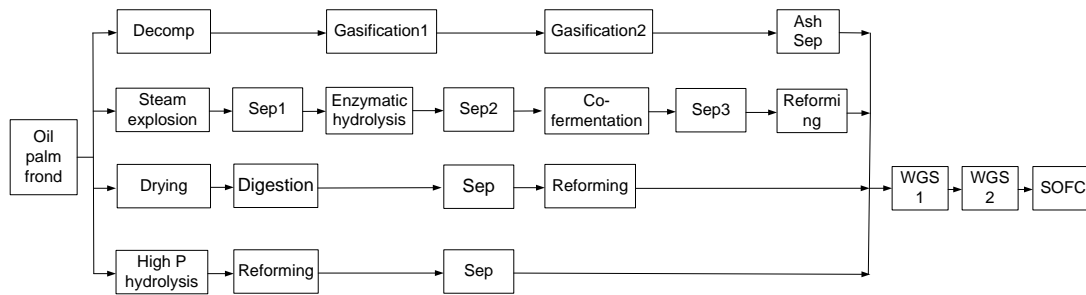 Decomp
Gasification1
Gasification2
Ash
Sep
Steam
explosion
Sep1
Enzymatic
hydrolysis
Sep2
Co-
fermentation
Sep3
Reformi
ng
Oil
palm
frond
Drying
Digestion
Sep
Reforming
WGS
1
WGS
2
SOFC
High P
hydrolysis
Reforming
Sep